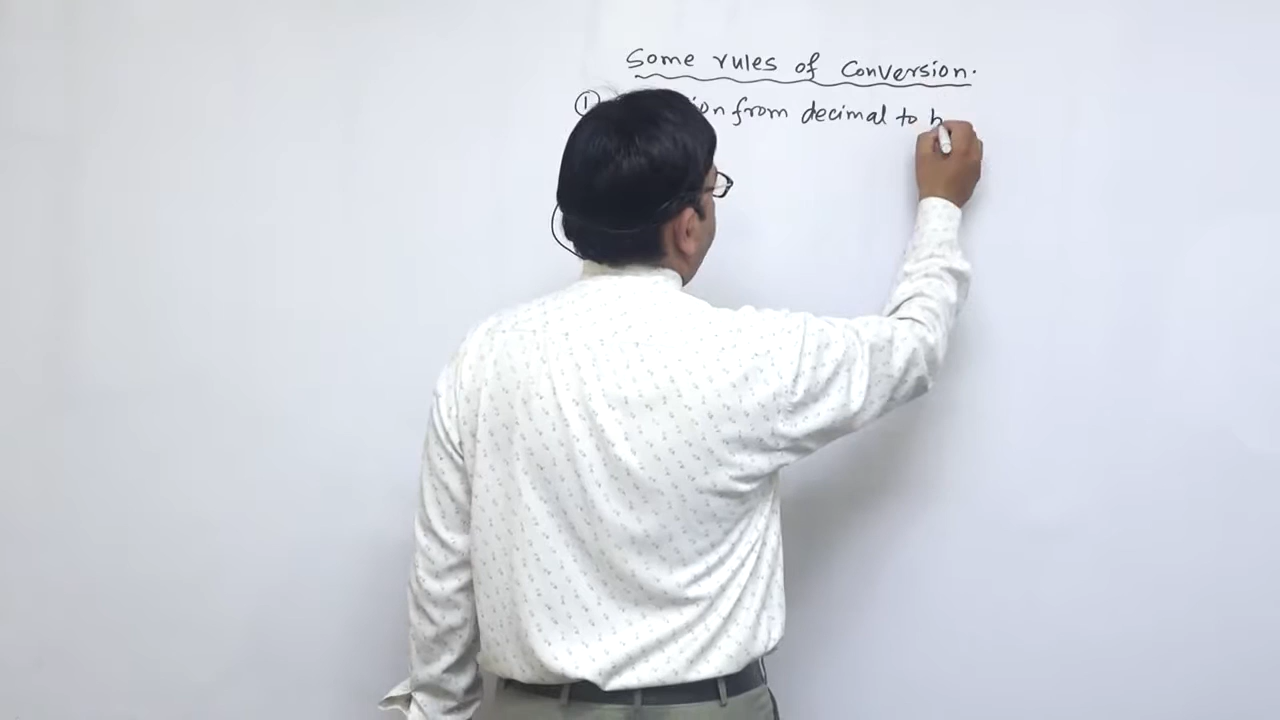 Some rules of Conversion.
① from decimal to